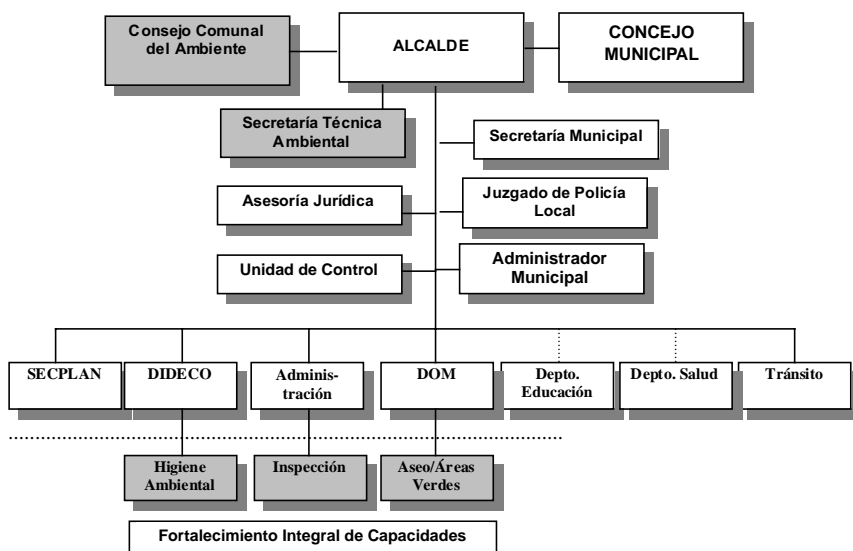 Consejo Comunal
del Ambiente
ALCALDE
CONCEJO
MUNICIPAL
Secretaría Técnica
Ambiental
Secretaría Municipal
Asesoría Jurídica
Juzgado de Policía
Local
Unidad de Control
Administrador
Municipal
SECPLAN
DIDECO
Adminis-
tración
DOM
Depto.
Educación
Depto. Salud
Tránsito
Higiene
Ambiental
Inspección
Aseo/Áreas
Verdes
Fortalecimiento Integral de Capacidades